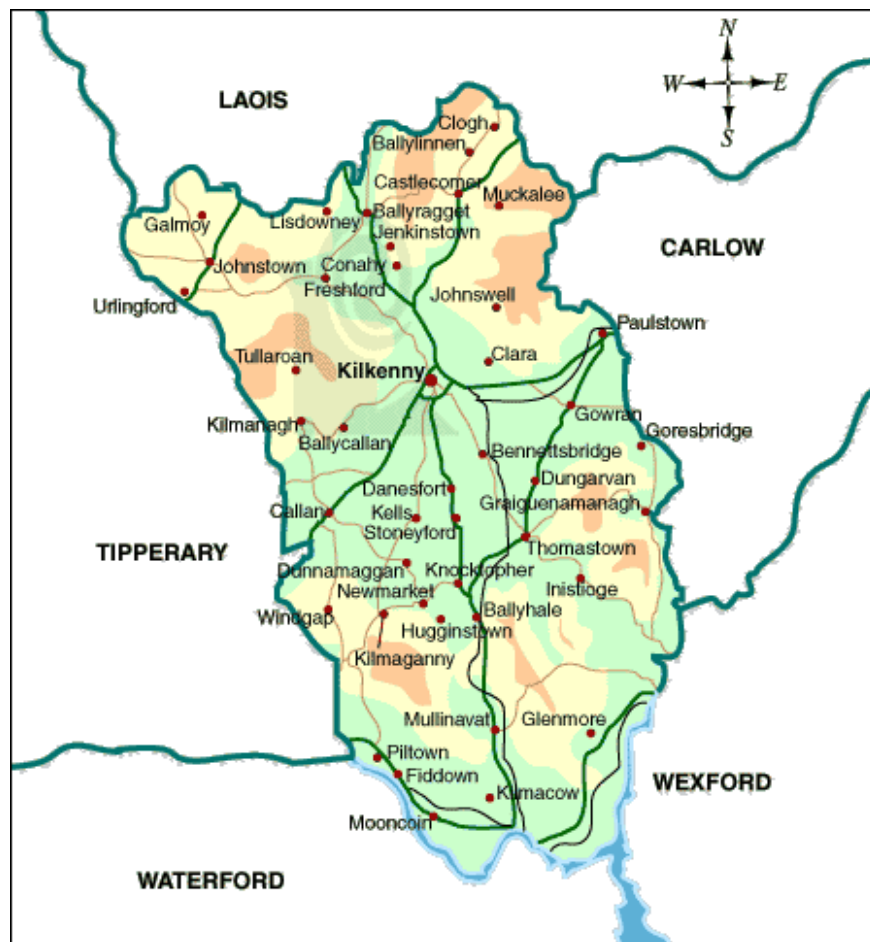 N
W E
S
LAOIS
Clogh
Ballylinnen
Castlecomer
Muckalee
Galmoy
Lisdowney
Ballyragget
Jenkinstown
CARLOW
Johnstown
Conahy
Freshford
Urlingford
Johnswell
Paulstown
Tullaroan
Clara
Kilkenny
Kilmanagh
Gowran
Ballycallan
Goresbridge
Bennettsbridge
Danesfort
Dungarvan
Callan
Kells
Graiguenamanagh
Stoneyford
TIPPERARY
Thomastown
Dunnamaggan
Knocktopher
Inistioge
Newmarket
Windgap
Ballyhale
Hugginstown
Kilmaganny
Mullinavat
Glenmore
Piltown
Fiddown
WEXFORD
Kilmacow
Mooncoin
WATERFORD